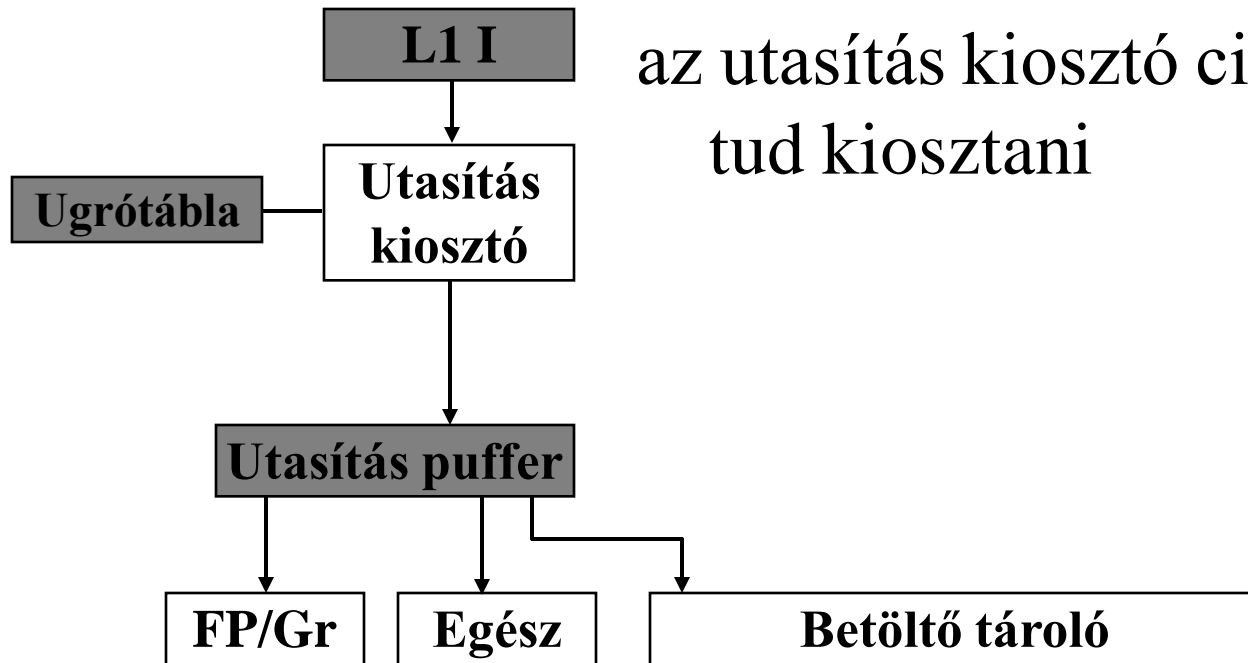 L1 I
az utasítás kiosztó ci
tud kiosztani
Ugrótábla
Utasítás
kiosztó
Utasítás puffer
FP/Gr
Egész
Betöltő tároló